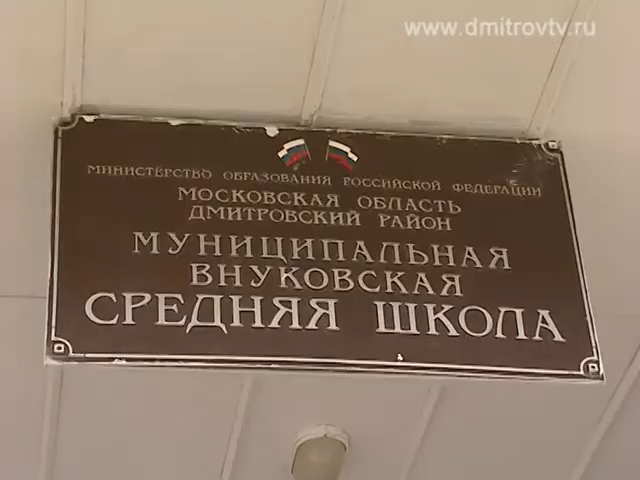 www.dmitrovtv.ru
МИНИСТЕРСТВО ОБРАЗОВАНИЯ РОССИЙСКОЙ ФЕДЕРАЦИИ
МОСКОВСКАЯ ОБЛАСТЬ
ДМИТРОВСКИЙ РАЙОН
МУНИЦИПАЛЬНАЯ
ВНУКОВСКАЯ
СРЕДНЯЯ ШКОЛА